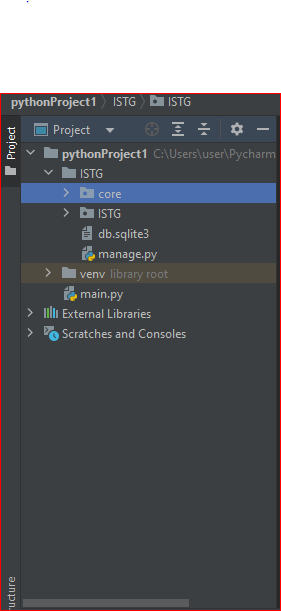 pythonProject1 〉 ISTG 〉 ISTG
Project
Project
pythonProject1 C:\Users\user\Pycharm
ISTG
core
ISTG
db.sqlite3
manage.py
venv library root
main.py
External Libraries
Scratches and Consoles
ructure